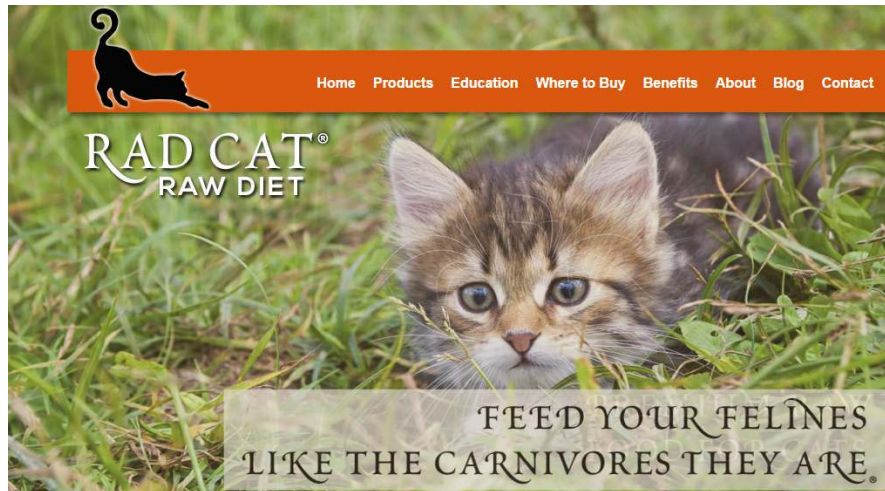 Home Products Education Where to Buy Benefits About Blog Contact
RAD CAT®
RAW DIET
FEED YOUR FELINES
LIKE THE CARNIVORES THEY ARE®